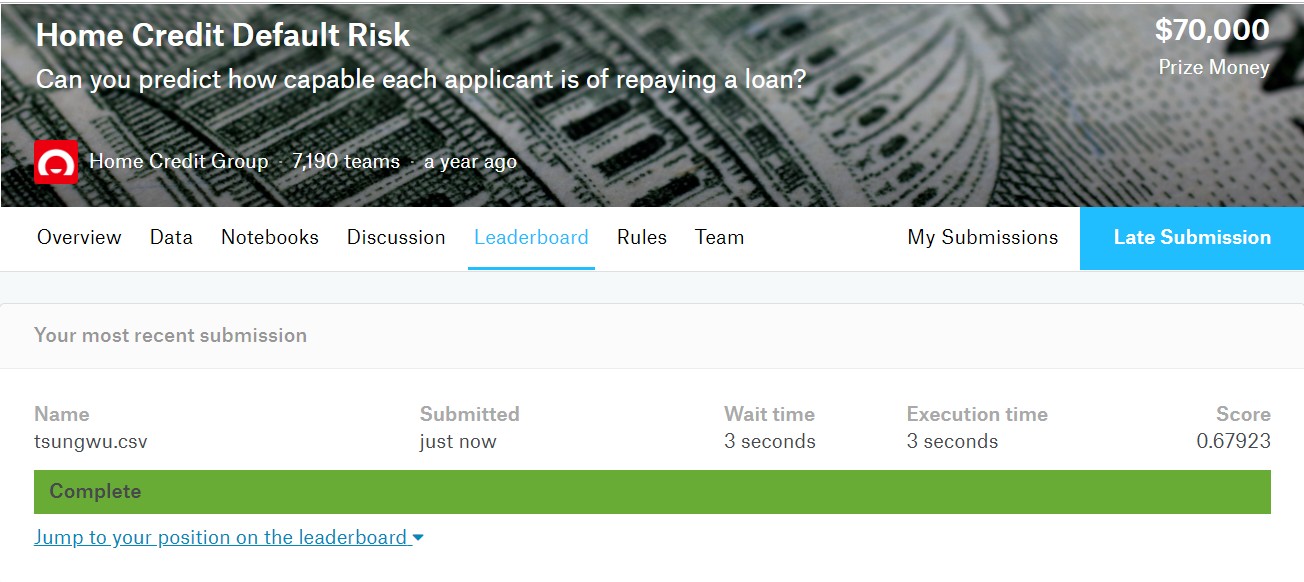 Home Credit Default Risk
$70,000
Can you predict how capable each applicant is of repaying a loan?
Prize Money
Home Credit Group · 7,190 teams · a year ago
Overview Data Notebooks Discussion Leaderboard Rules Team My Submissions Late Submission
Your most recent submission
Name Submitted Wait time Execution time Score
tsungwu.csv just now 3 seconds 3 seconds 0.67923
Complete
Jump to your position on the leaderboard